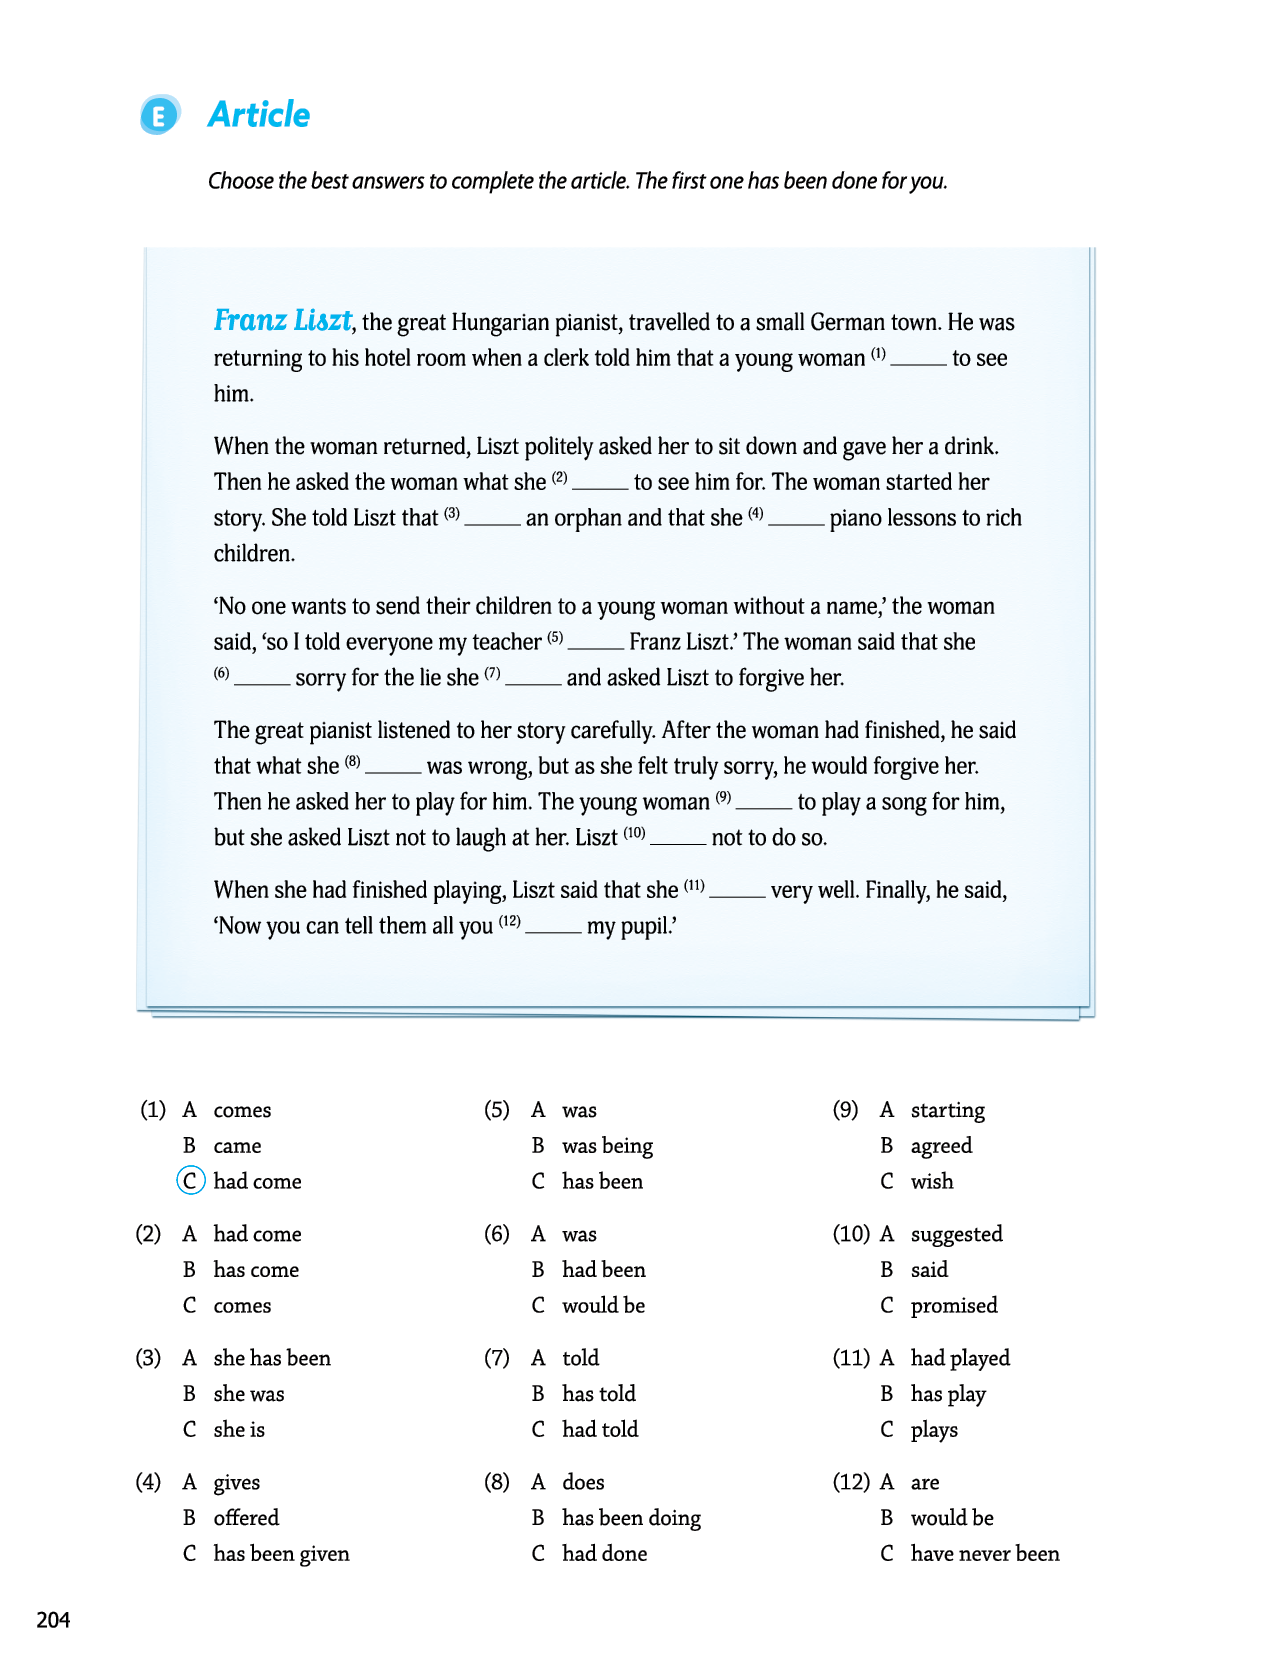 E Article
Choose the best answers to complete the article. The first one has been done for you.
Franz Liszt, the great Hungarian pianist, travelled to a small German town. He was
returning to his hotel room when a clerk told him that a young woman (1) _____ to see
him.
When the woman returned, Liszt politely asked her to sit down and gave her a drink.
Then he asked the woman what she (2) _____ to see him for. The woman started her
story. She told Liszt that (3) _____ an orphan and that she (4) _____ piano lessons to rich
children.
‘No one wants to send their children to a young woman without a name,’ the woman
said, ‘so I told everyone my teacher (5) _____ Franz Liszt.’ The woman said that she
(6) _____ sorry for the lie she (7) _____ and asked Liszt to forgive her.
The great pianist listened to her story carefully. After the woman had finished, he said
that what she (8) _____ was wrong, but as she felt truly sorry, he would forgive her.
Then he asked her to play for him. The young woman (9) _____ to play a song for him,
but she asked Liszt not to laugh at her. Liszt (10) _____ not to do so.
When she had finished playing, Liszt said that she (11) _____ very well. Finally, he said,
‘Now you can tell them all you (12) _____ my pupil.’
(1) A comes
B came
C had come
(2) A had come
B has come
C comes
(3) A she has been
B she was
C she is
(4) A gives
B offered
C has been given
(5) A was
B was being
C has been
(6) A was
B had been
C would be
(7) A told
B has told
C had told
(8) A does
B has been doing
C had done
(9) A starting
B agreed
C wish
(10) A suggested
B said
C promised
(11) A had played
B has play
C plays
(12) A are
B would be
C have never been
204